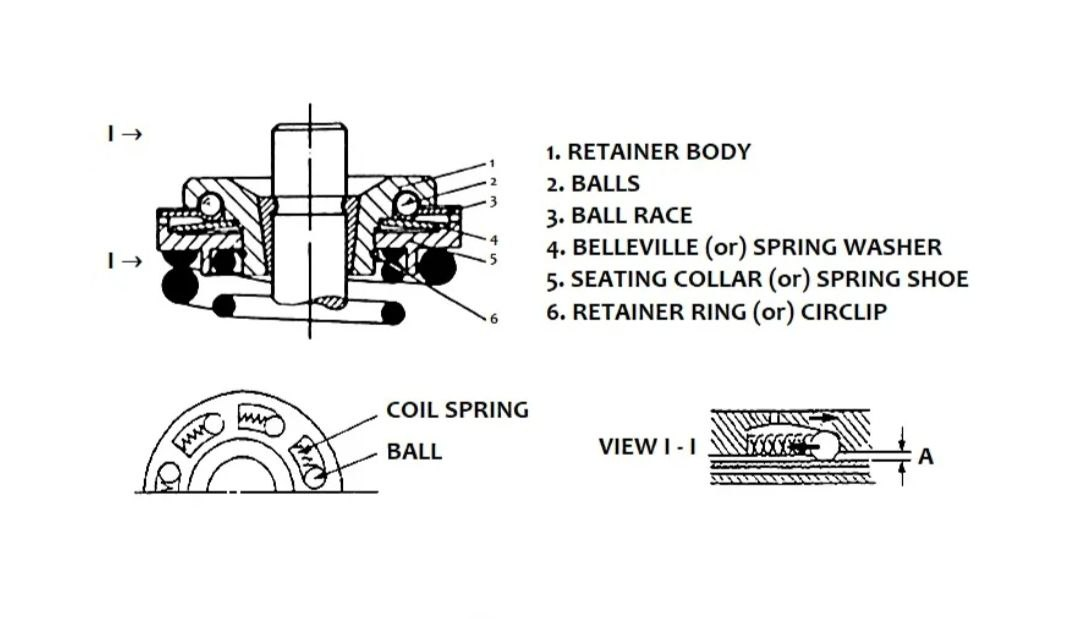 I →
I →
1
2
3
4
5
6
1. RETAINER BODY
2. BALLS
3. BALL RACE
4. BELLEVILLE (or) SPRING WASHER
5. SEATING COLLAR (or) SPRING SHOE
6. RETAINER RING (or) CIRCLIP
COIL SPRING
BALL
VIEW I - I
A